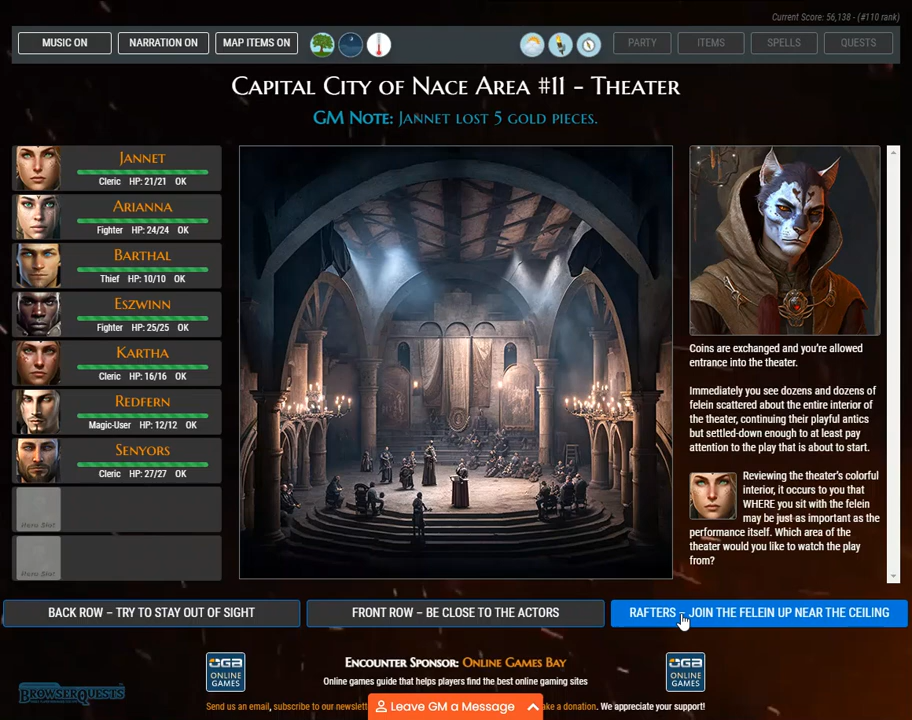 Current Score: 56,138 - (#110 rank)
MUSIC ON
NARRATION ON
MAP ITEMS ON
PARTY
ITEMS
SPELLS
QUESTS
Capital City of Nace Area #11 - Theater
GM Note: Jannet lost 5 gold pieces.
Jannet
Cleric HP: 21/21 OK
Arianna
Fighter HP: 24/24 OK
Barthal
Thief HP: 10/10 OK
Eszwinn
Fighter HP: 25/25 OK
Kartha
Cleric HP: 16/16 OK
Redfern
Magic-User HP: 12/12 OK
Senyors
Cleric HP: 27/27 OK
Hero Slot
Hero Slot
Coins are exchanged and you're allowed
entrance into the theater.
Immediately you see dozens and dozens of
felein scattered about the entire interior of
the theater, continuing their playful antics
but settled-down enough to at least pay
attention to the play that is about to start.
Reviewing the theater's colorful
interior, it occurs to you that
WHERE you sit with the felein
may be just as important as the
performance itself. Which area of the
theater would you like to watch the play
from?
BACK ROW – TRY TO STAY OUT OF SIGHT
FRONT ROW – BE CLOSE TO THE ACTORS
RAFTERS – JOIN THE FELEIN UP NEAR THE CEILING
OGB
ONLINE
GAMES
Encounter Sponsor: Online Games Bay
Online games guide that helps players find the best online gaming sites
OGB
ONLINE
GAMES
BrowserQuests
Send us an email, subscribe to our newslett
Leave GM a Message
ke a donation. We appreciate your support!